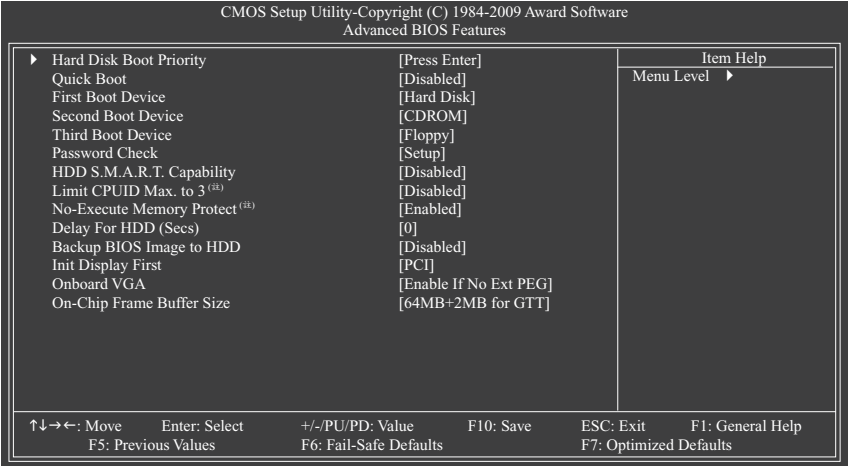 CMOS Setup Utility-Copyright (C) 1984-2009 Award Software
Advanced BIOS Features
Hard Disk Boot Priority [Press Enter]
Quick Boot [Disabled]
First Boot Device [Hard Disk]
Second Boot Device [CDROM]
Third Boot Device [Floppy]
Password Check [Setup]
HDD S.M.A.R.T. Capability [Disabled]
Limit CPUID Max. to 3 (註) [Disabled]
No-Execute Memory Protect (註) [Enabled]
Delay For HDD (Secs) [0]
Backup BIOS Image to HDD [Disabled]
Init Display First [PCI]
Onboard VGA [Enable If No Ext PEG]
On-Chip Frame Buffer Size [64MB+2MB for GTT]
Item Help
Menu Level
↑↓→←: Move Enter: Select +/-/PU/PD: Value F10: Save ESC: Exit F1: General Help
F5: Previous Values F6: Fail-Safe Defaults F7: Optimized Defaults